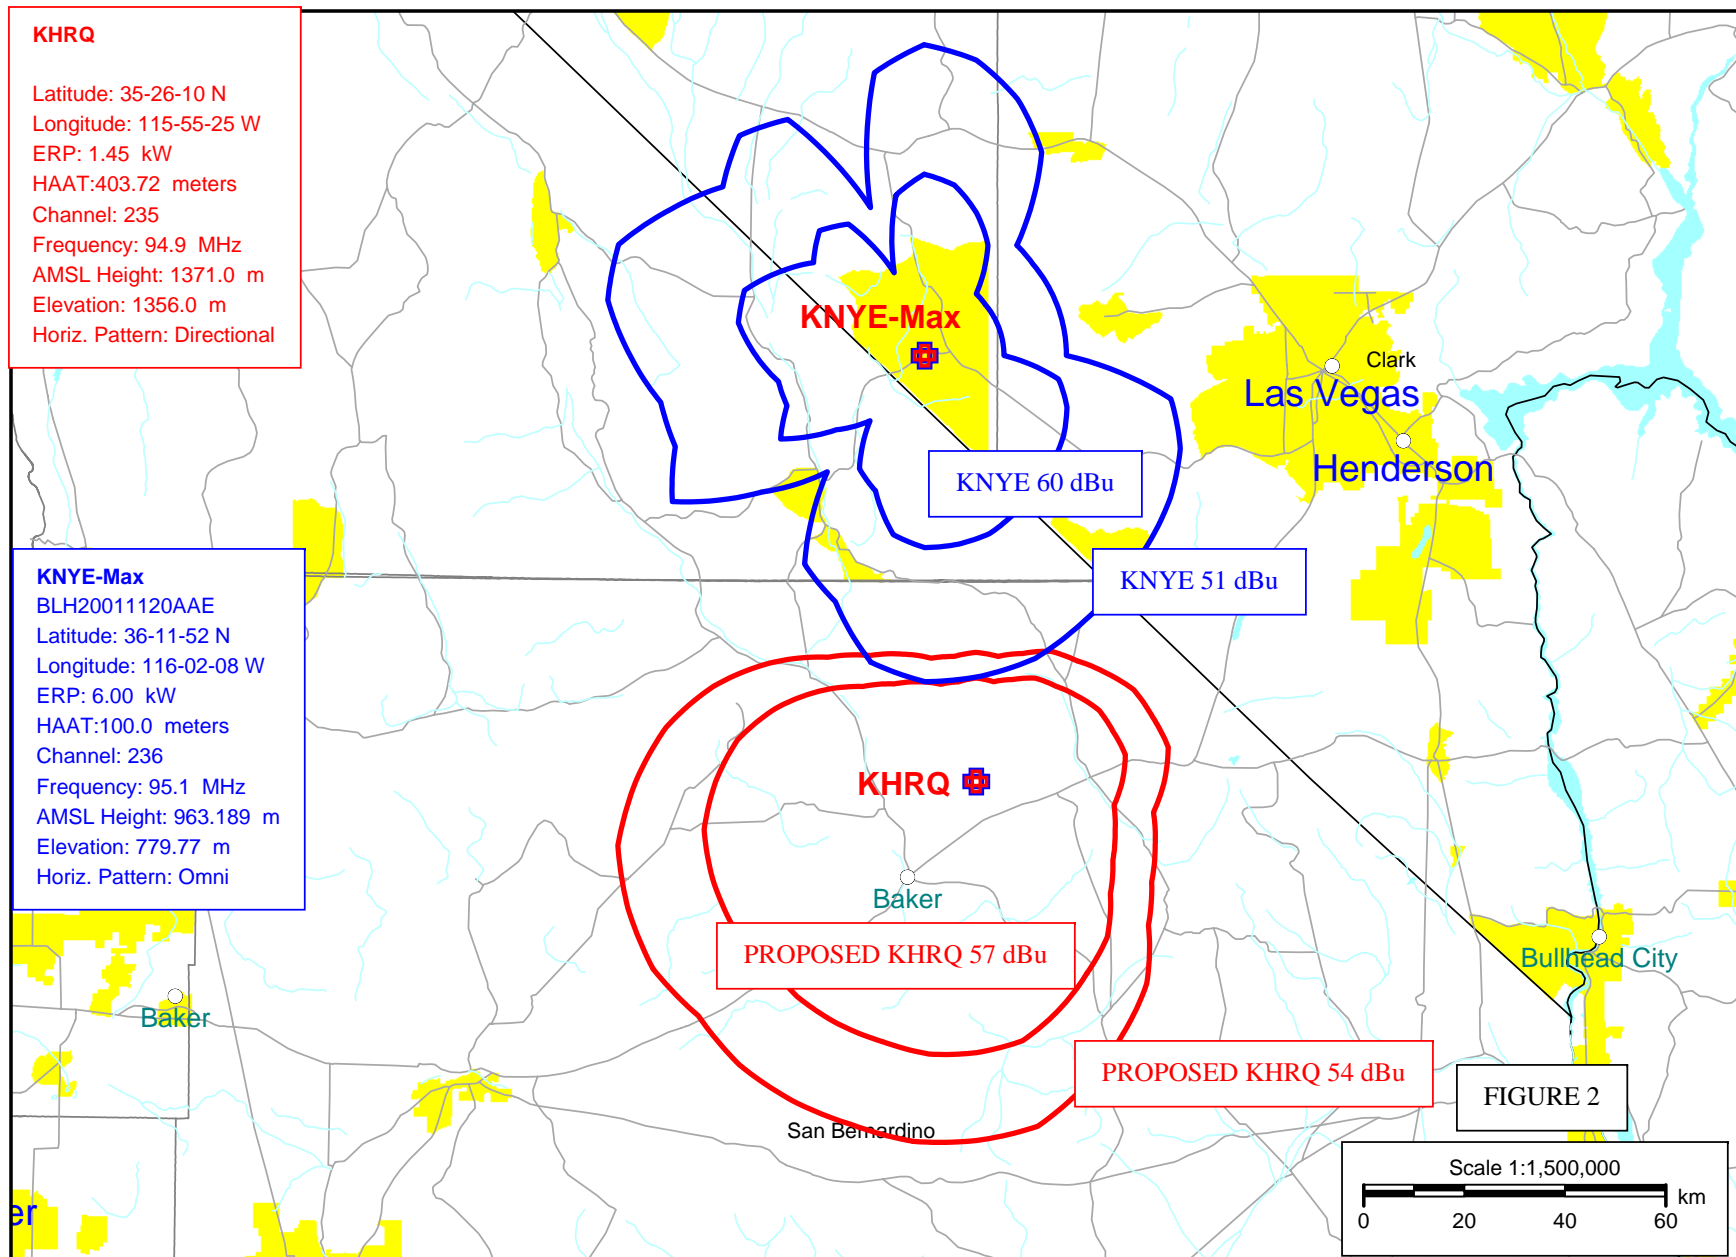 KHRQ
Latitude: 35-26-10 N
Longitude: 115-55-25 W
ERP: 1.45 kW
HAAT:403.72 meters
Channel: 235
Frequency: 94.9 MHz
AMSL Height: 1371.0 m
Elevation: 1356.0 m
Horiz. Pattern: Directional
KNYE-Max
Clark
Las Vegas
Henderson
KNYE 60 dBu
KNYE 51 dBu
KNYE-Max
BLH20011120AAE
Latitude: 36-11-52 N
Longitude: 116-02-08 W
ERP: 6.00 kW
HAAT:100.0 meters
Channel: 236
Frequency: 95.1 MHz
AMSL Height: 963.189 m
Elevation: 779.77 m
Horiz. Pattern: Omni
KHRQ
Baker
PROPOSED KHRQ 57 dBu
Bullhead City
Baker
PROPOSED KHRQ 54 dBu
FIGURE 2
San Bernardino
er
Scale 1:1,500,000
km
0 20 40 60